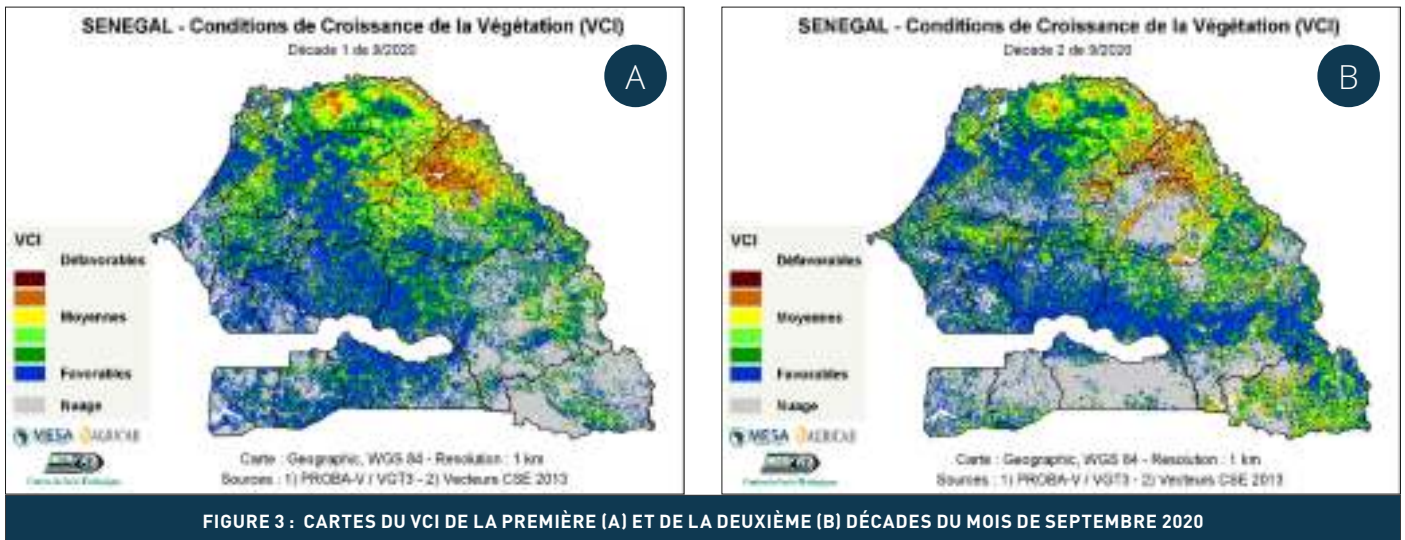 SENEGAL - Conditions de Croissance de la Végétation (VCI)
Décade 1 de 9/2020
A
VCI
Défavorables
Moyennes
Favorables
Nuage
MESA AGRICAB
Carte : Geographic, WGS 84 - Resolution : 1 km
Sources : 1) PROBA-V / VGT3 - 2) Vecteurs CSE 2013
SENEGAL - Conditions de Croissance de la Végétation (VCI)
Décade 2 de 9/2020
B
VCI
Défavorables
Moyennes
Favorables
Nuage
MESA AGRICAB
Carte : Geographic, WGS 84 - Resolution : 1 km
Sources : 1) PROBA-V / VGT3 - 2) Vecteurs CSE 2013
FIGURE 3 : CARTES DU VCI DE LA PREMIÈRE (A) ET DE LA DEUXIÈME (B) DÉCADES DU MOIS DE SEPTEMBRE 2020